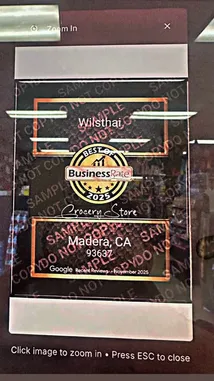 Zoom In ×
Wilsthai
BEST OF
BusinessRate
2025
Grocery Store
Madera, CA
93637
Google Recent Reviews - November 2025
SAMPLE
DO NOT COPY
Click image to zoom in • Press ESC to close